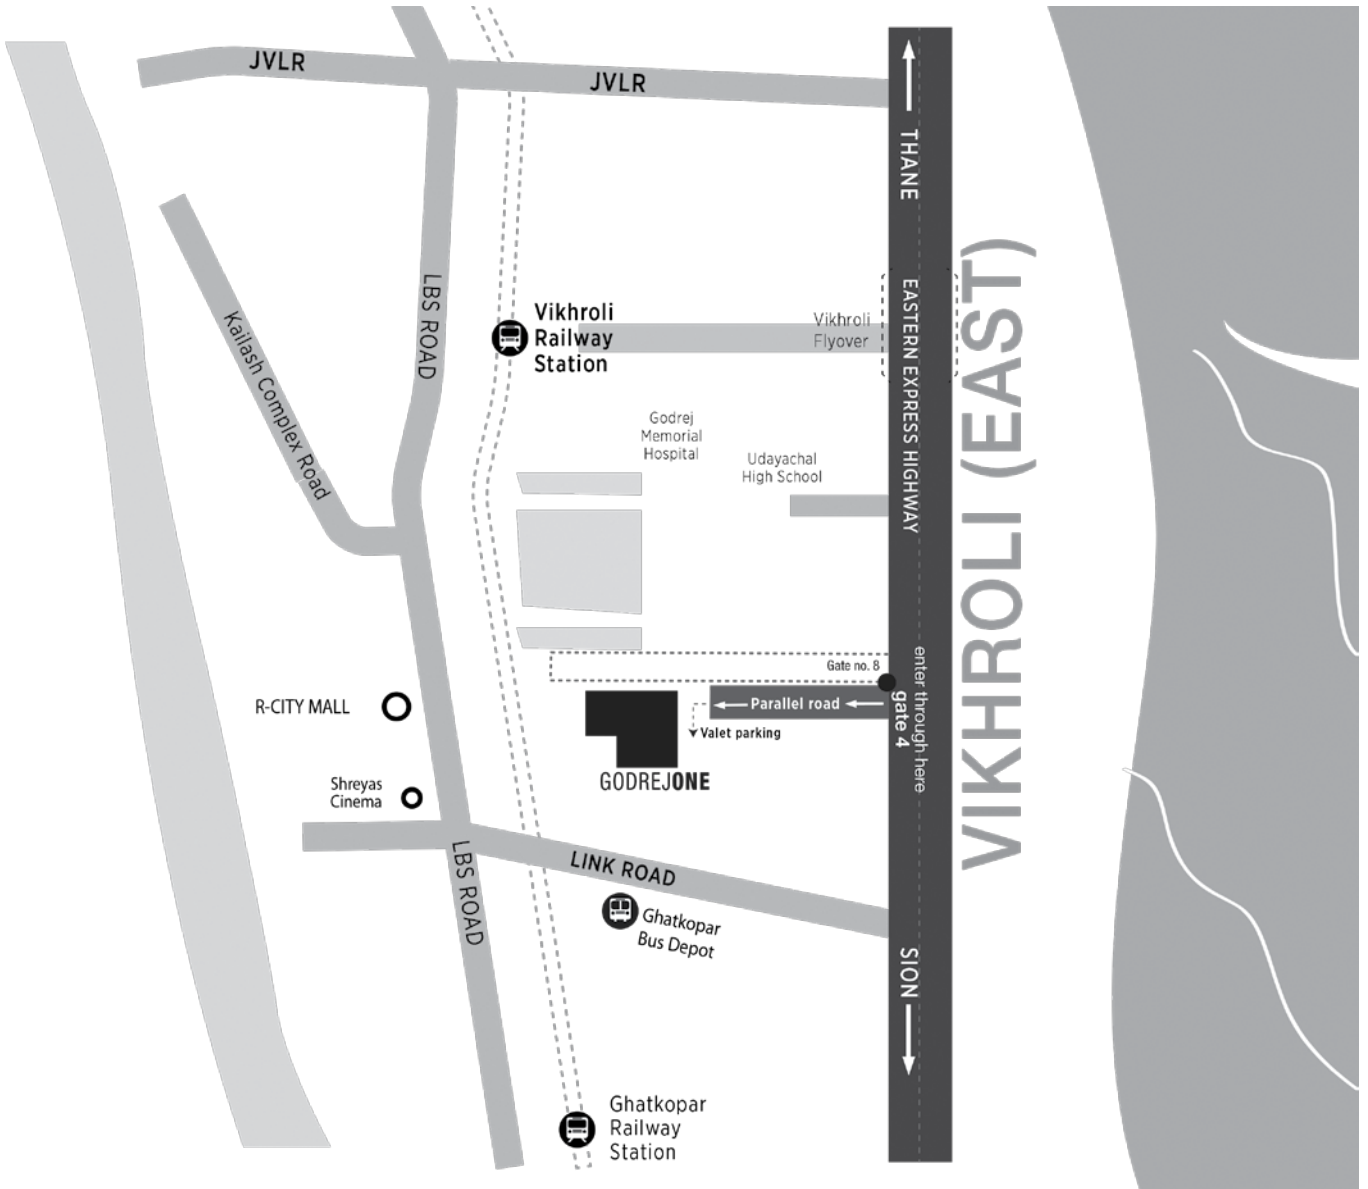 JVLR
JVLR
THANE
LBS ROAD
Kailash Complex Road
Vikhroli
Railway
Station
Vikhroli
Flyover
EASTERN EXPRESS HIGHWAY
VIKHROLI (EAST)
Godrej
Memorial
Hospital
Udayachal
High School
Gate no. 8
enter through here
gate 4
Parallel road
Valet parking
GODREJONE
R-CITY MALL
Shreyas
Cinema
LBS ROAD
LINK ROAD
Ghatkopar
Bus Depot
SION
Ghatkopar
Railway
Station